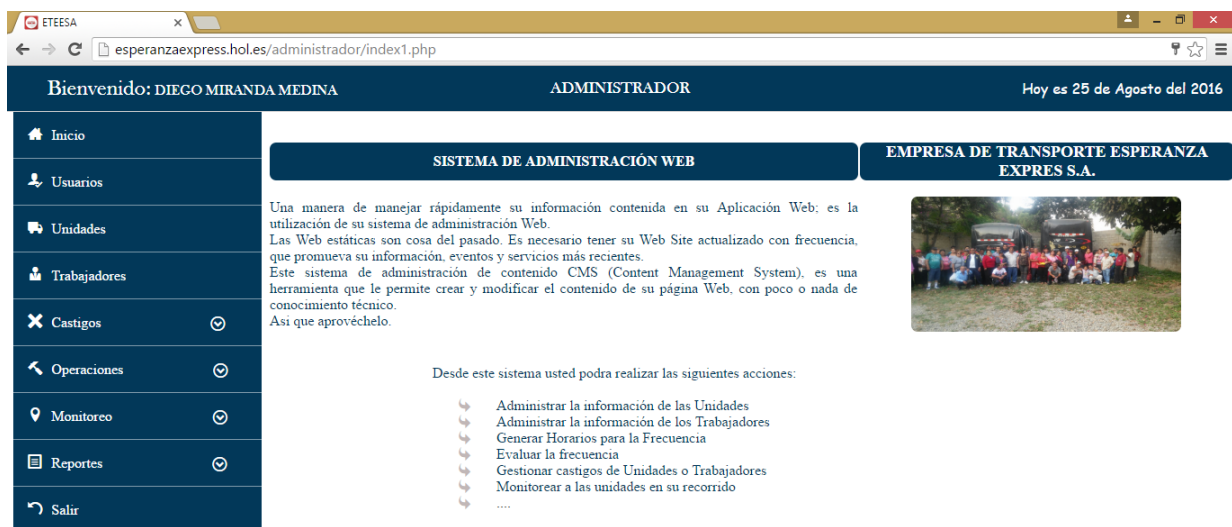 ETEESA
esperanzaexpress.hol.es/administrador/index1.php
Bienvenido: DIEGO MIRANDA MEDINA
ADMINISTRADOR
Hoy es 25 de Agosto del 2016
Inicio
Usuarios
Unidades
Trabajadores
Castigos
Operaciones
Monitoreo
Reportes
Salir
SISTEMA DE ADMINISTRACIÓN WEB
Una manera de manejar rápidamente su información contenida en su Aplicación Web; es la
utilización de su sistema de administración Web.
Las Web estáticas son cosa del pasado. Es necesario tener su Web Site actualizado con frecuencia,
que promueva su información, eventos y servicios más recientes.
Este sistema de administración de contenido CMS (Content Management System), es una
herramienta que le permite crear y modificar el contenido de su página Web, con poco o nada de
conocimiento técnico.
Asi que aprovéchelo.
Desde este sistema usted podra realizar las siguientes acciones:
Administrar la información de las Unidades
Administrar la información de los Trabajadores
Generar Horarios para la Frecuencia
Evaluar la frecuencia
Gestionar castigos de Unidades o Trabajadores
Monitorear a las unidades en su recorrido
....
EMPRESA DE TRANSPORTE ESPERANZA
EXPRES S.A.